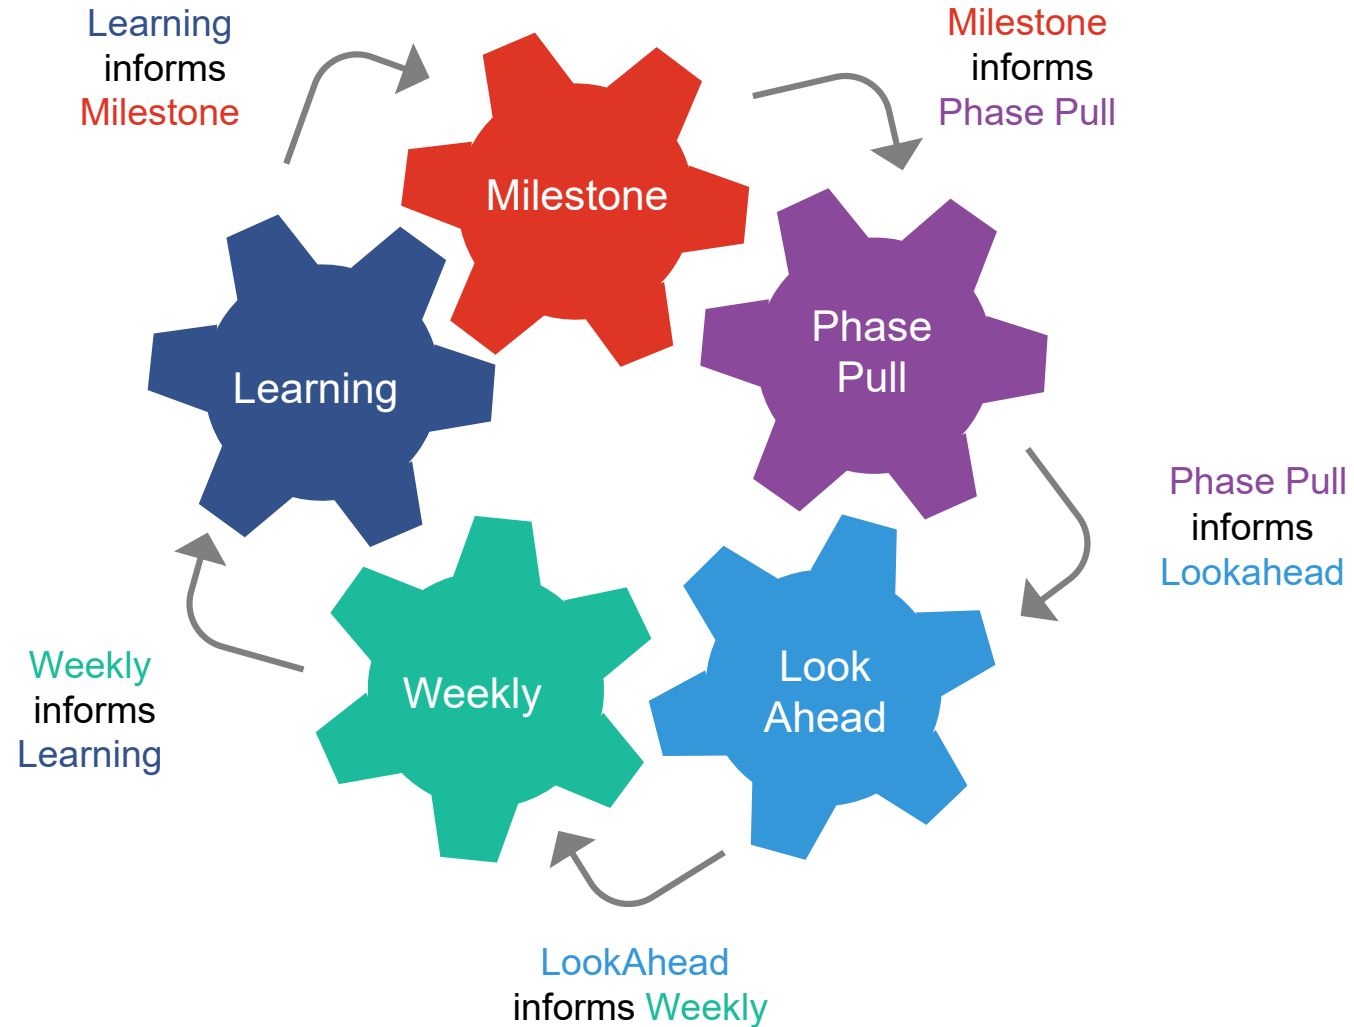 Learning
informs
Milestone
Milestone
informs
Phase Pull
Milestone
Phase
Pull
Learning
Phase Pull
informs
Lookahead
Look
Ahead
Weekly
Weekly
informs
Learning
LookAhead
informs Weekly